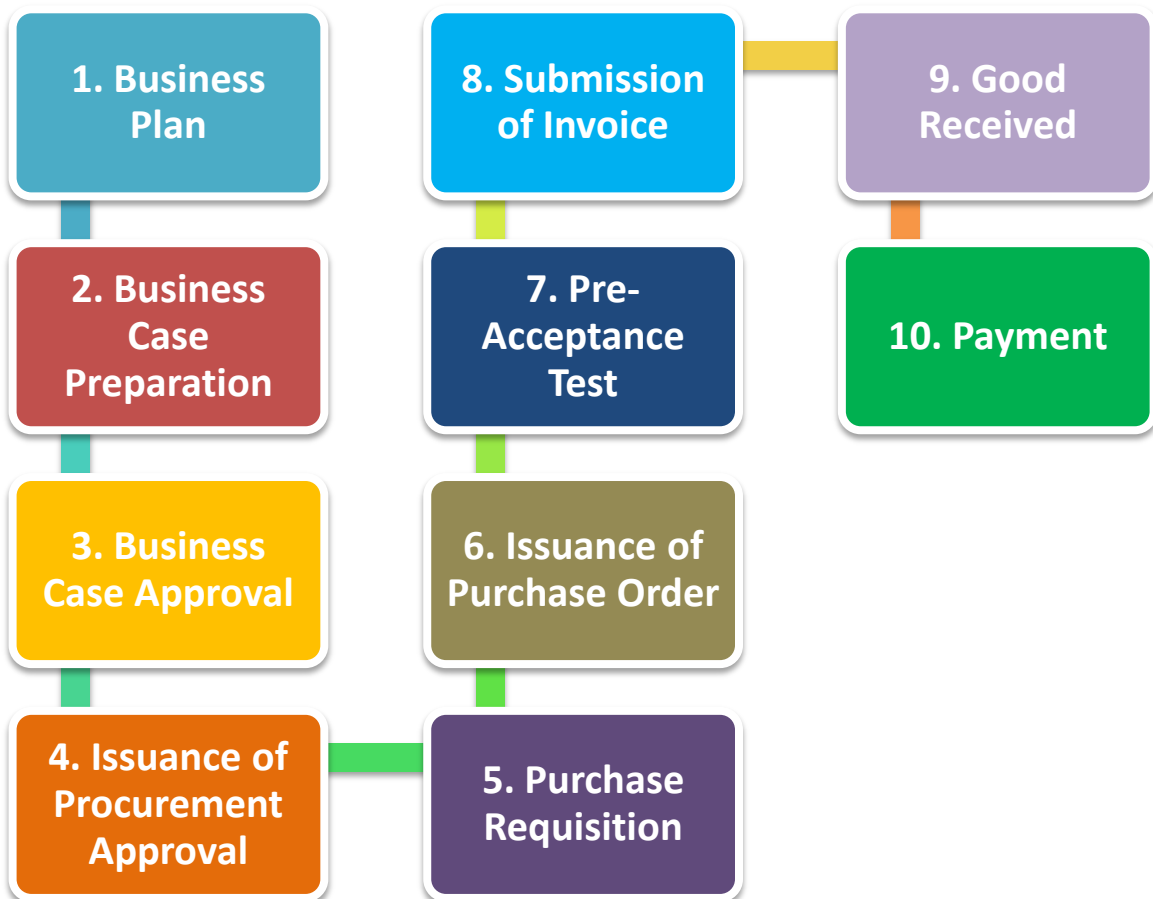 1. Business
Plan
2. Business
Case
Preparation
3. Business
Case Approval
4. Issuance of
Procurement
Approval
5. Purchase
Requisition
6. Issuance of
Purchase Order
7. Pre-
Acceptance
Test
8. Submission
of Invoice
9. Good
Received
10. Payment